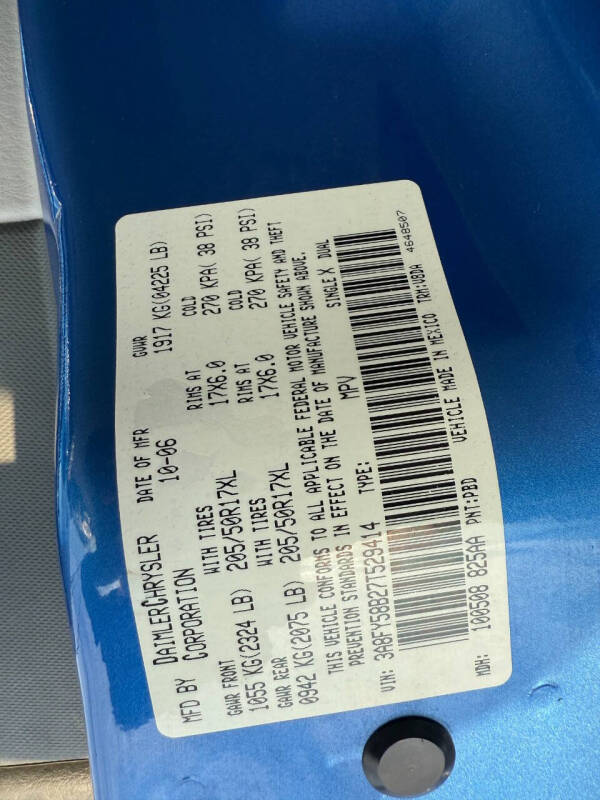 MFD BY DAIMLERCHRYSLER CORPORATION DATE OF MFR 10-06 GVWR 1917 KG(04225 LB)
GAWR FRONT WITH TIRES RIMS AT COLD
1055 KG(2324 LB) 205/50R17XL 17X6.0 270 KPA( 38 PSI)
GAWR REAR WITH TIRES RIMS AT COLD
0942 KG(2075 LB) 205/50R17XL 17X6.0 270 KPA( 38 PSI)
THIS VEHICLE CONFORMS TO ALL APPLICABLE FEDERAL MOTOR VEHICLE SAFETY AND THEFT
PREVENTION STANDARDS IN EFFECT ON THE DATE OF MANUFACTURE SHOWN ABOVE.
VIN: 3A8FY58B27T529414 TYPE: MPV SINGLE X DUAL
MDH: 100508 825AA PNT:PBD VEHICLE MADE IN MEXICO TRM:V8DA
4648507